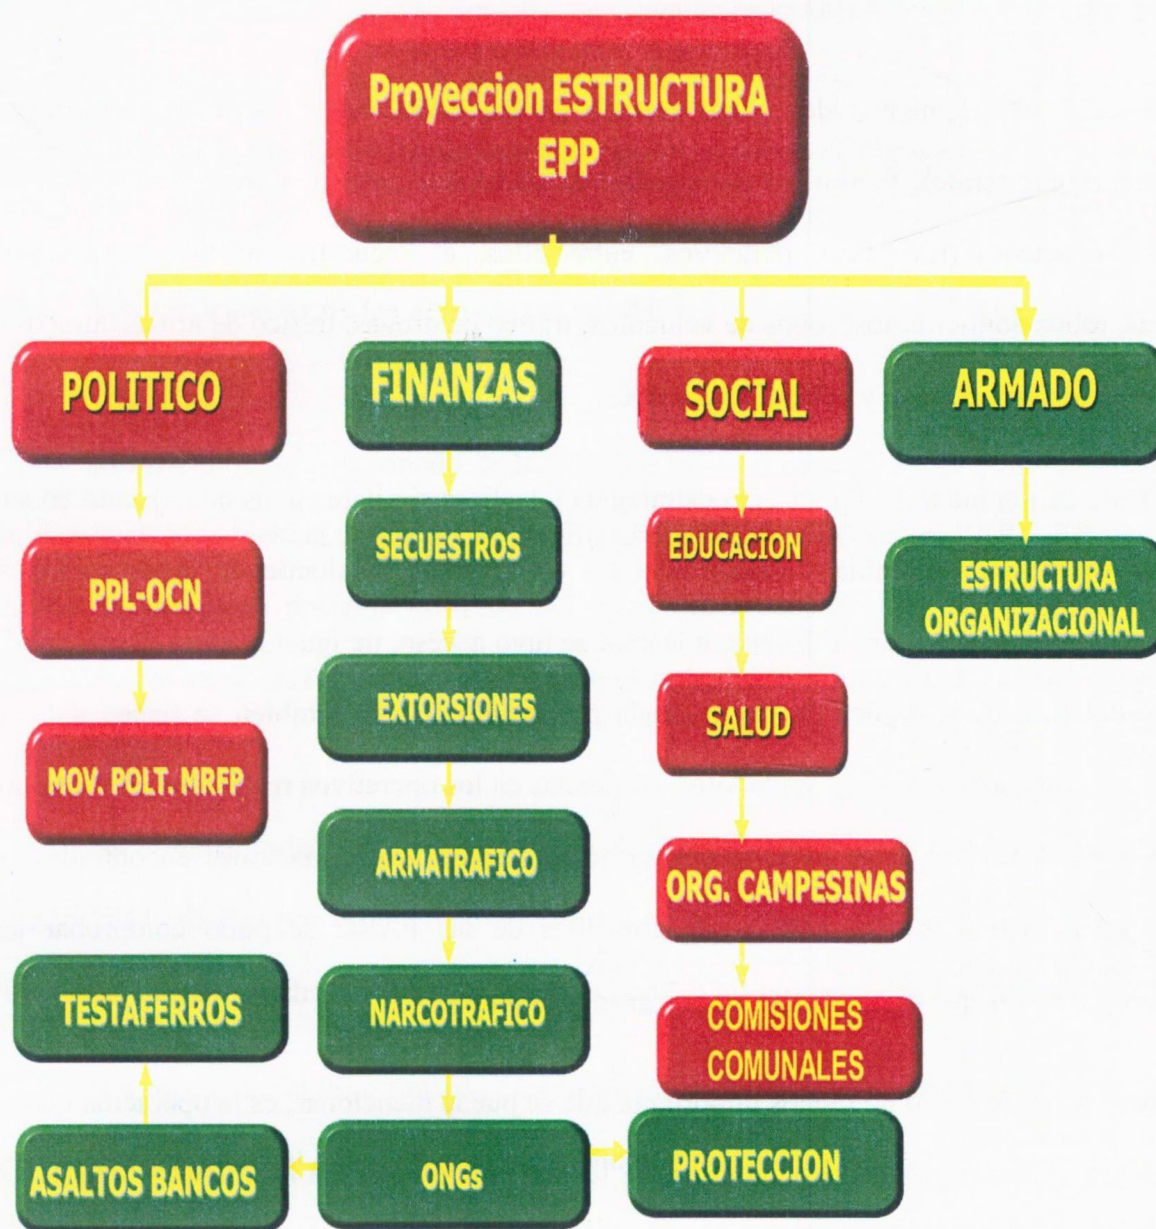 Proyeccion ESTRUCTURA
EPP
POLITICO
FINANZAS
SOCIAL
ARMADO
PPL-OCN
SECUESTROS
EDUCACION
ESTRUCTURA
ORGANIZACIONAL
MOV. POLT. MRFP
EXTORSIONES
SALUD
ARMATRAFICO
ORG. CAMPESINAS
TESTAFERROS
NARCOTRAFICO
COMISIONES
COMUNALES
ASALTOS BANCOS
ONGs
PROTECCION